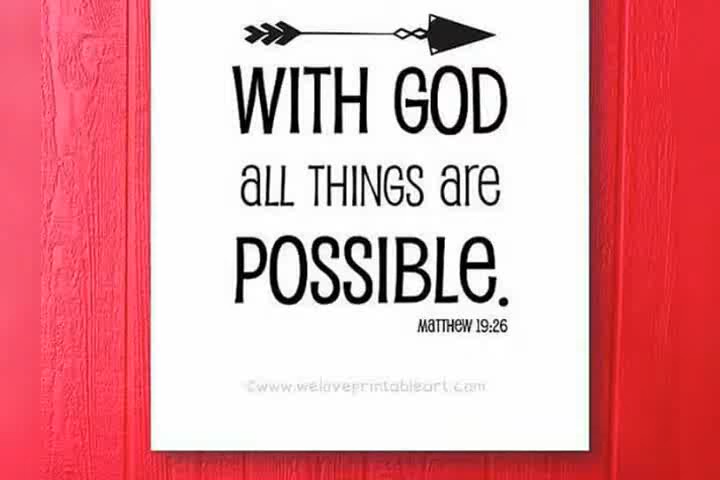 WITH GOD
aLL THINGS are
POSSIBLe.
MaTTHeW 19:26
©www.weloveprintableart.com